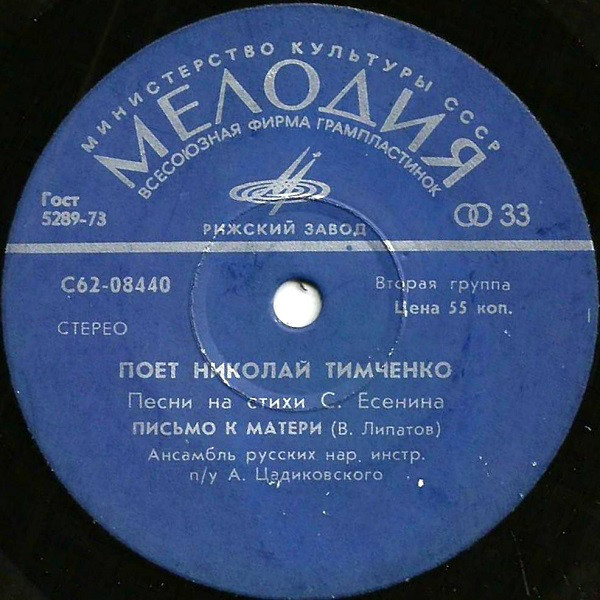 МИНИСТЕРСТВО КУЛЬТУРЫ СССР
МЕЛОДИЯ
ВСЕСОЮЗНАЯ ФИРМА ГРАМПЛАСТИНОК
Гост
5289-73
33
РИЖСКИЙ ЗАВОД
С62-08440
Вторая группа
Цена 55 коп.
СТЕРЕО
ПОЕТ НИКОЛАЙ ТИМЧЕНКО
Песни на стихи С. Есенина
ПИСЬМО К МАТЕРИ (В. Липатов)
Ансамбль русских нар. инстр.
п/у А. Цадиковского